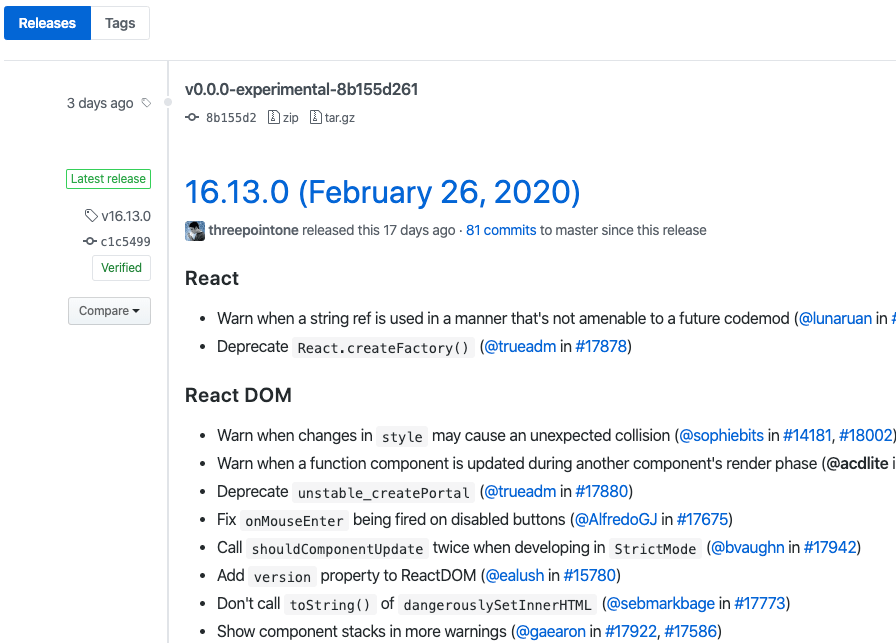 Releases Tags
3 days ago
v0.0.0-experimental-8b155d261
8b155d2 zip tar.gz
Latest release
v16.13.0
c1c5499
Verified
Compare
16.13.0 (February 26, 2020)
threepointone released this 17 days ago · 81 commits to master since this release
React
• Warn when a string ref is used in a manner that's not amenable to a future codemod (@lunaruan in #
• Deprecate React.createFactory() (@trueadm in #17878)
React DOM
• Warn when changes in style may cause an unexpected collision (@sophiebits in #14181, #18002)
• Warn when a function component is updated during another component's render phase (@acdlite i
• Deprecate unstable_createPortal (@trueadm in #17880)
• Fix onMouseEnter being fired on disabled buttons (@AlfredoGJ in #17675)
• Call shouldComponentUpdate twice when developing in StrictMode (@bvaughn in #17942)
• Add version property to ReactDOM (@ealush in #15780)
• Don't call toString() of dangerouslySetInnerHTML (@sebmarkbage in #17773)
• Show component stacks in more warnings (@gaearon in #17922, #17586)